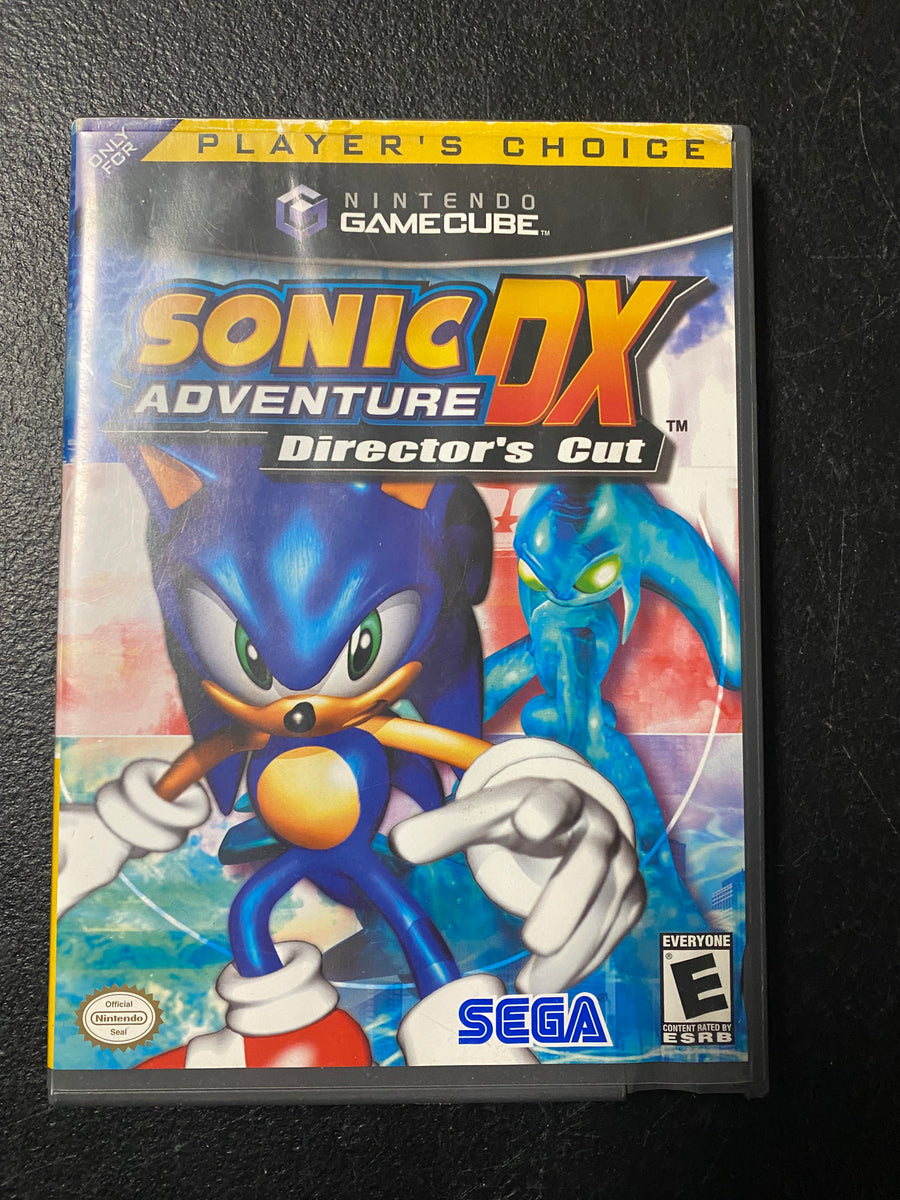 ONLY
FOR
PLAYER'S CHOICE
NINTENDO
GAMECUBE™
SONIC
ADVENTURE
DX
™
Director's Cut
Official
Nintendo
Seal
SEGA®
EVERYONE
®
E
CONTENT RATED BY
ESRB